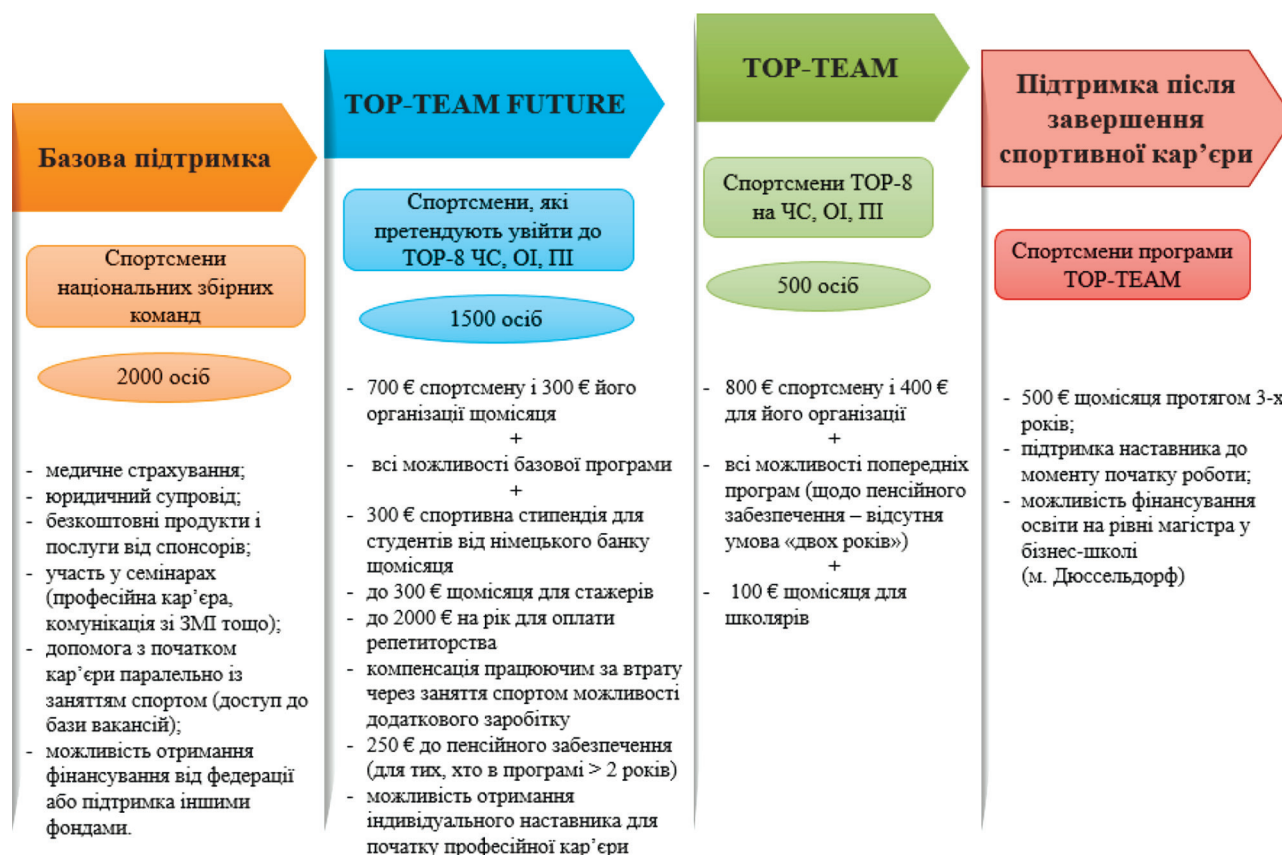 Базова підтримка
Спортсмени
національних збірних
команд
2000 осіб
- медичне страхування;
- юридичний супровід;
- безкоштовні продукти і
послуги від спонсорів;
- участь у семінарах
(професійна кар’єра,
комунікація зі ЗМІ тощо);
- допомога з початком
кар’єри паралельно із
заняттям спортом (доступ до
бази вакансій);
- можливість отримання
фінансування від федерації
або підтримка іншими
фондами.
TOP-TEAM FUTURE
Спортсмени, які
претендують увійти до
ТОР-8 ЧС, ОІ, ПІ
1500 осіб
- 700 € спортсмену і 300 € його
організації щомісяця
+
- всі можливості базової програми
+
- 300 € спортивна стипендія для
студентів від німецького банку
щомісяця
- до 300 € щомісяця для стажерів
- до 2000 € на рік для оплати
репетиторства
- компенсація працюючим за втрату
через заняття спортом можливості
додаткового заробітку
- 250 € до пенсійного забезпечення
(для тих, хто в програмі > 2 років)
- можливість отримання
індивідуального наставника для
початку професійної кар’єри
TOP-TEAM
Спортсмени ТОР-8
на ЧС, ОІ, ПІ
500 осіб
- 800 € спортсмену і 400 €
для його організації
+
- всі можливості попередніх
програм (щодо пенсійного
забезпечення – відсутня
умова «двох років»)
+
- 100 € щомісяця для
школярів
Підтримка після
завершення
спортивної кар’єри
Спортсмени програми
TOP-TEAM
- 500 € щомісяця протягом 3-х
років;
- підтримка наставника до
моменту початку роботи;
- можливість фінансування
освіти на рівні магістра у
бізнес-школі
(м. Дюссельдорф)